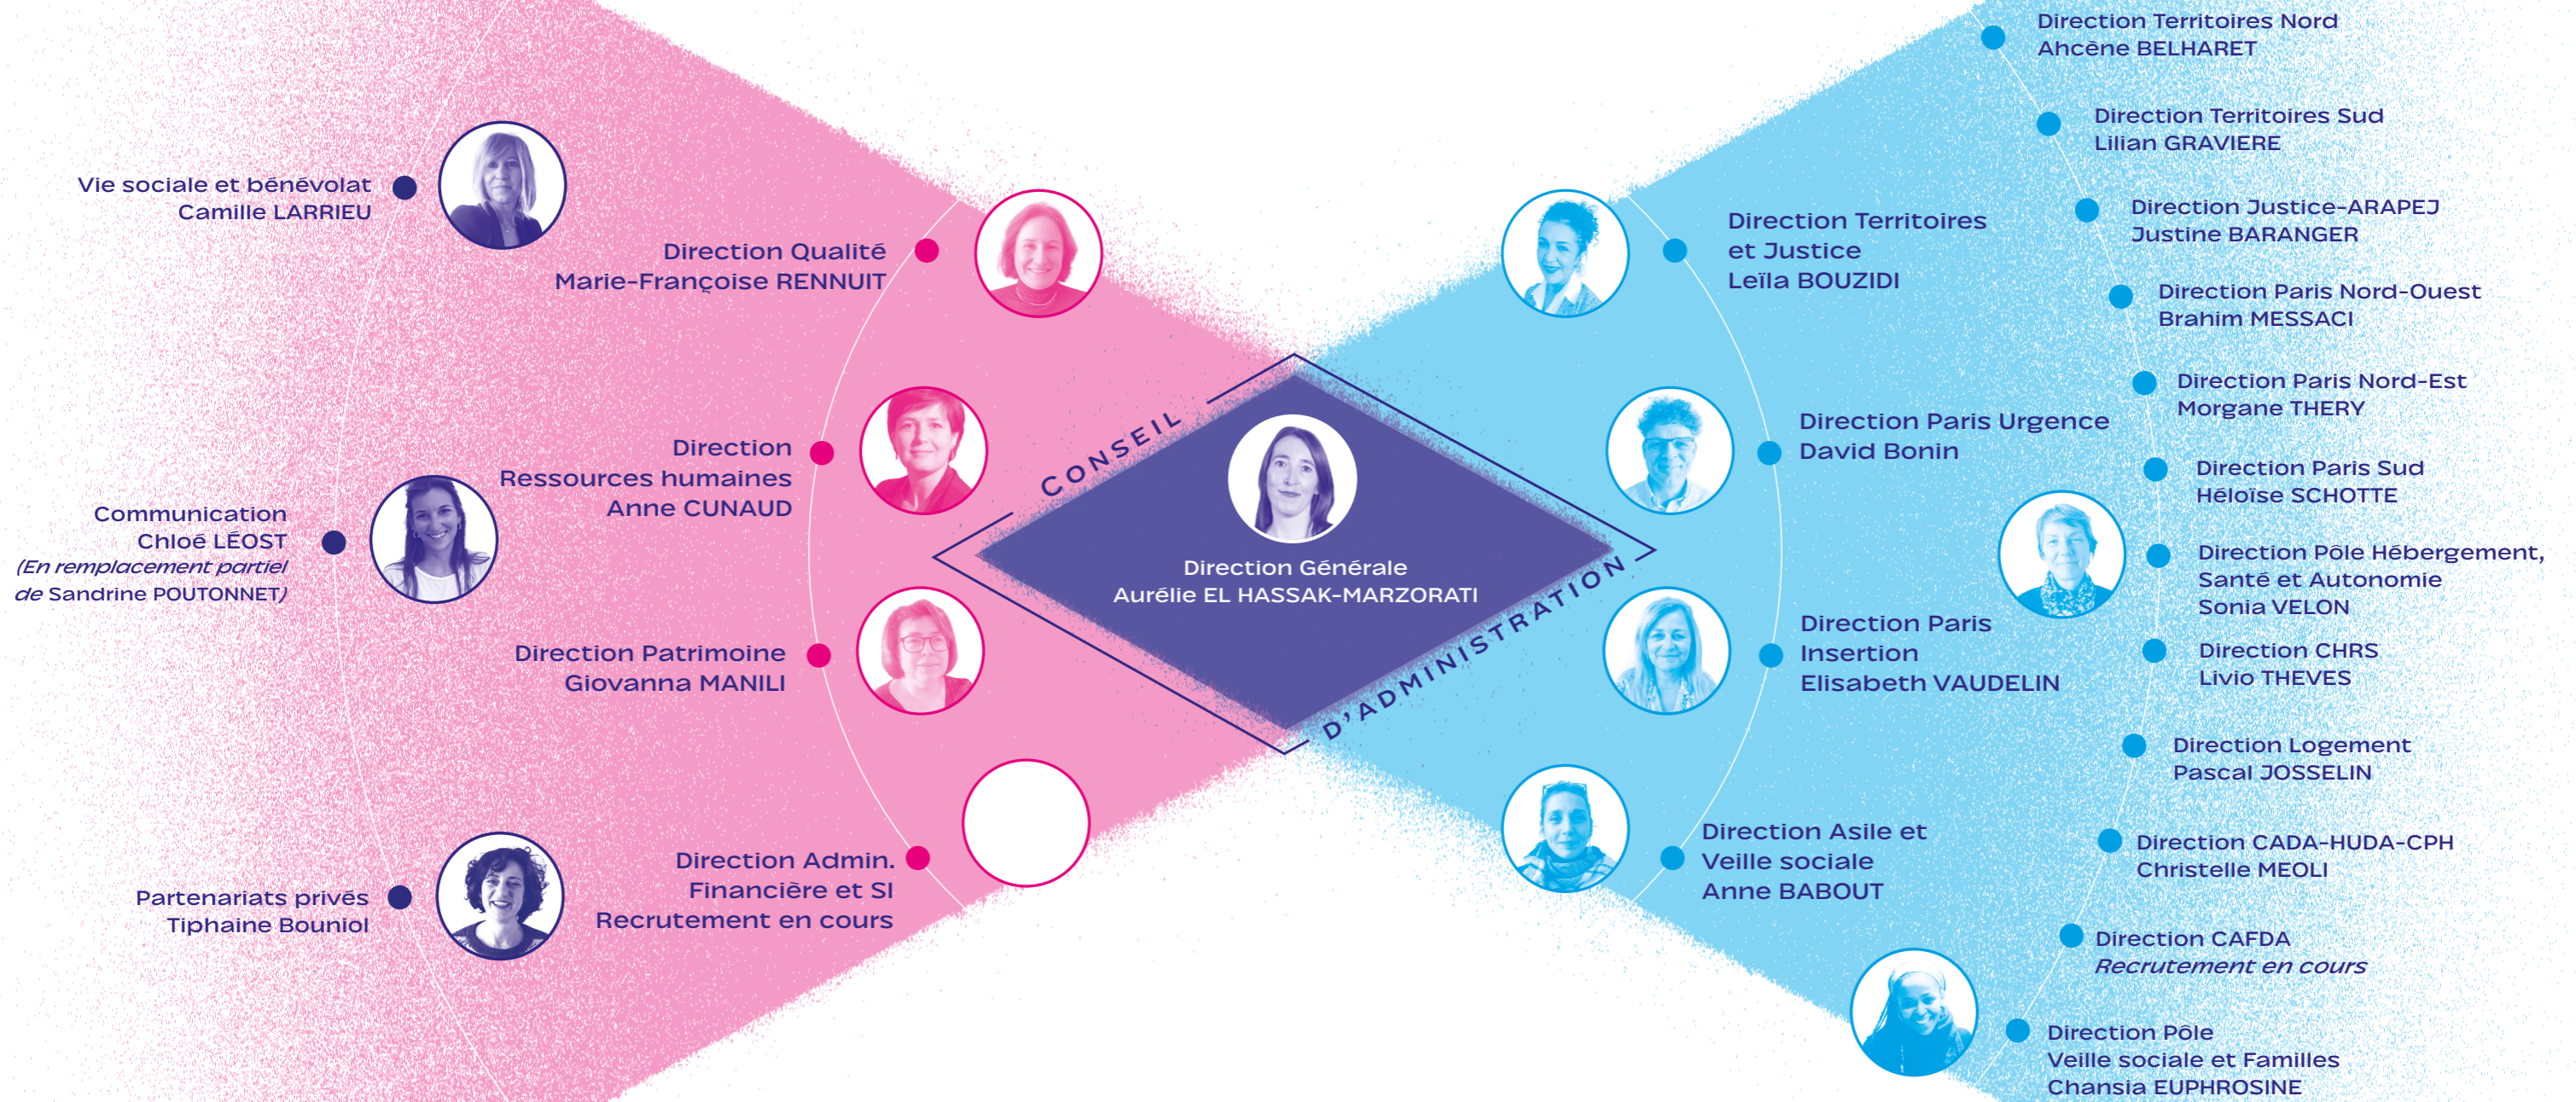 Vie sociale et bénévolat
Camille LARRIEU
Communication
Chloé LÉOST
(En remplacement partiel
de Sandrine POUTONNET)
Partenariats privés
Tiphaine Bouniol
Direction Qualité
Marie-Françoise RENNUIT
Direction
Ressources humaines
Anne CUNAUD
Direction Patrimoine
Giovanna MANILI
Direction Admin.
Financière et SI
Recrutement en cours
CONSEIL
D'ADMINISTRATION
Direction Générale
Aurélie EL HASSAK-MARZORATI
Direction Territoires
et Justice
Leïla BOUZIDI
Direction Paris Urgence
David Bonin
Direction Paris
Insertion
Elisabeth VAUDELIN
Direction Asile et
Veille sociale
Anne BABOUT
Direction Territoires Nord
Ahcène BELHARET
Direction Territoires Sud
Lilian GRAVIERE
Direction Justice-ARAPEJ
Justine BARANGER
Direction Paris Nord-Ouest
Brahim MESSACI
Direction Paris Nord-Est
Morgane THERY
Direction Paris Sud
Héloïse SCHOTTE
Direction Pôle Hébergement,
Santé et Autonomie
Sonia VELON
Direction CHRS
Livio THEVES
Direction Logement
Pascal JOSSELIN
Direction CADA-HUDA-CPH
Christelle MEOLI
Direction CAFDA
Recrutement en cours
Direction Pôle
Veille sociale et Familles
Chansia EUPHROSINE